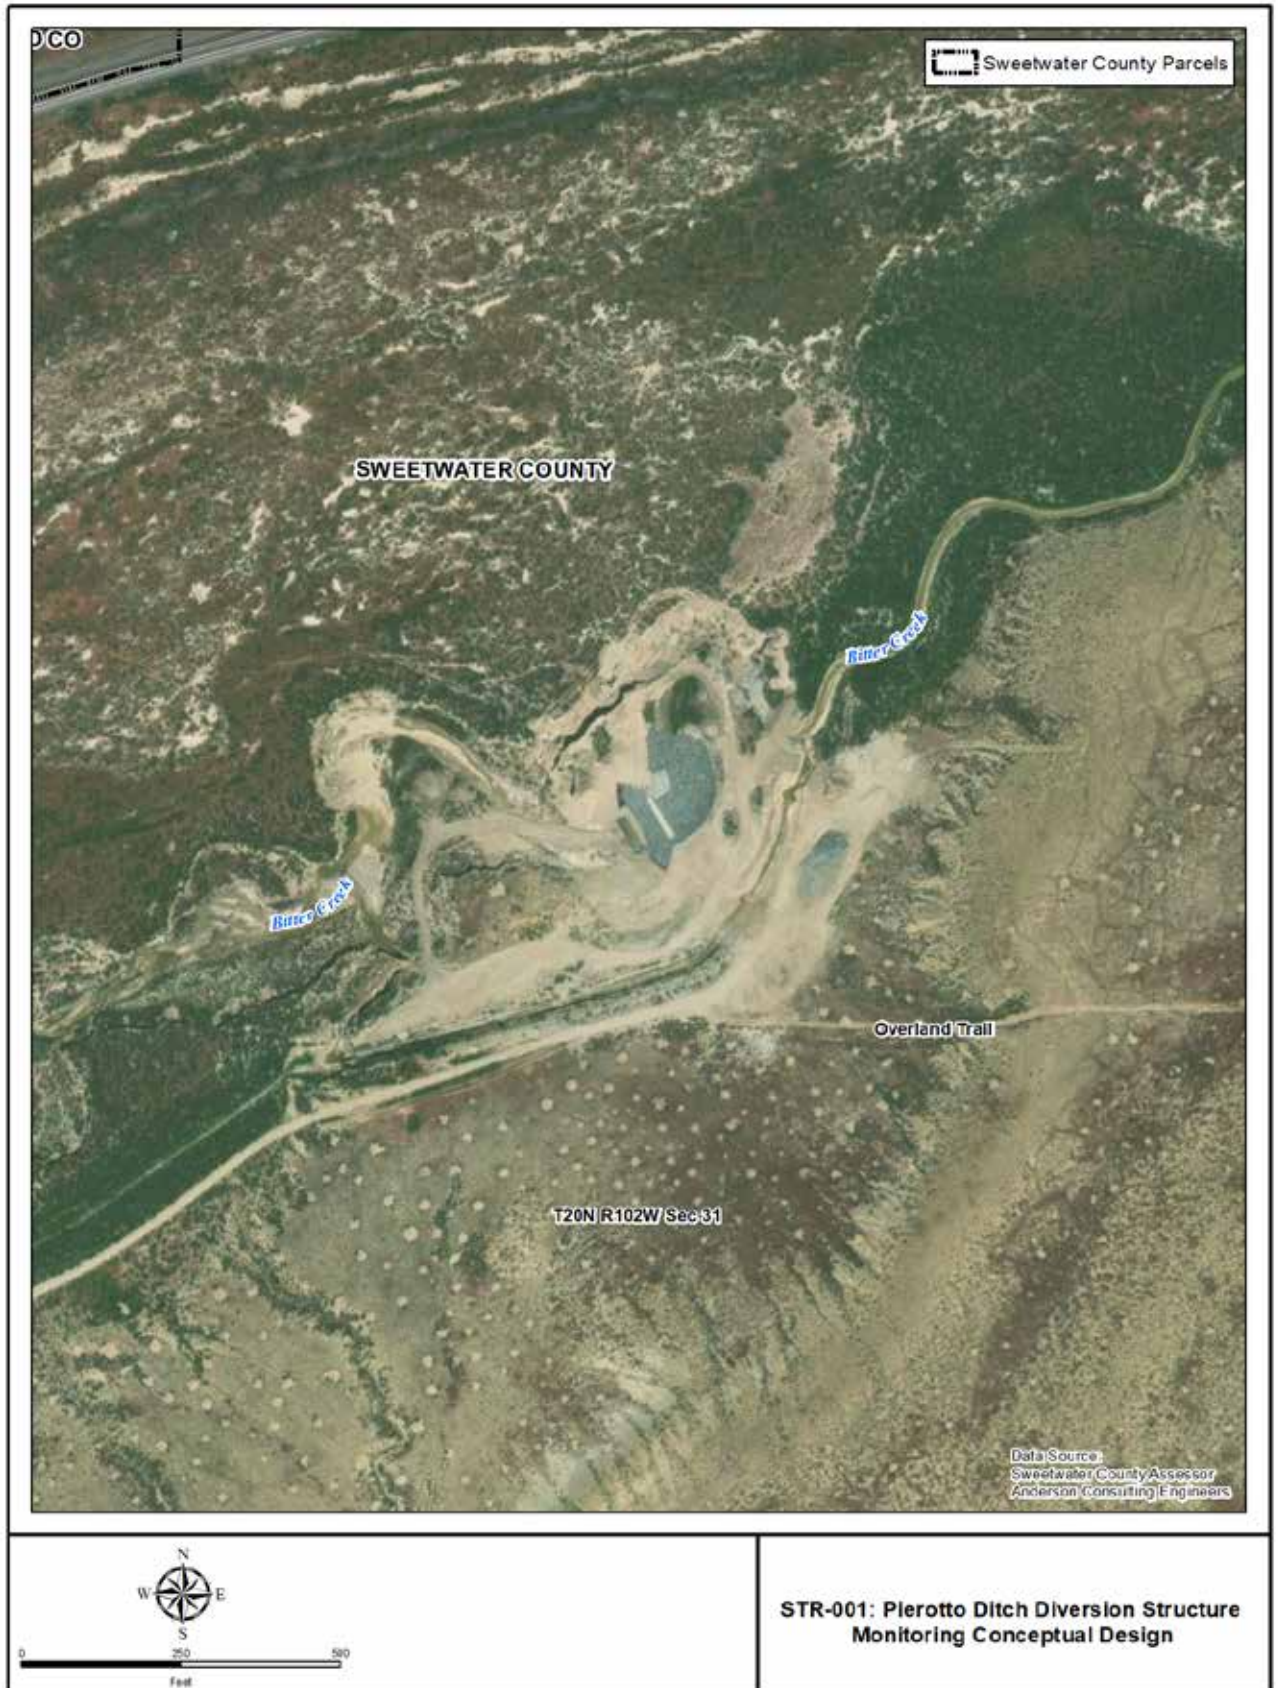 D CO
Sweetwater County Parcels
SWEETWATER COUNTY
Bitter Creek
Bitter Creek
Overland Trail
T20N R102W Sec 31
Data Source:
Sweetwater County Assessor
Anderson Consulting Engineers
N
W E
S
0 250 500
Feet
STR-001: Pierotto Ditch Diversion Structure
Monitoring Conceptual Design